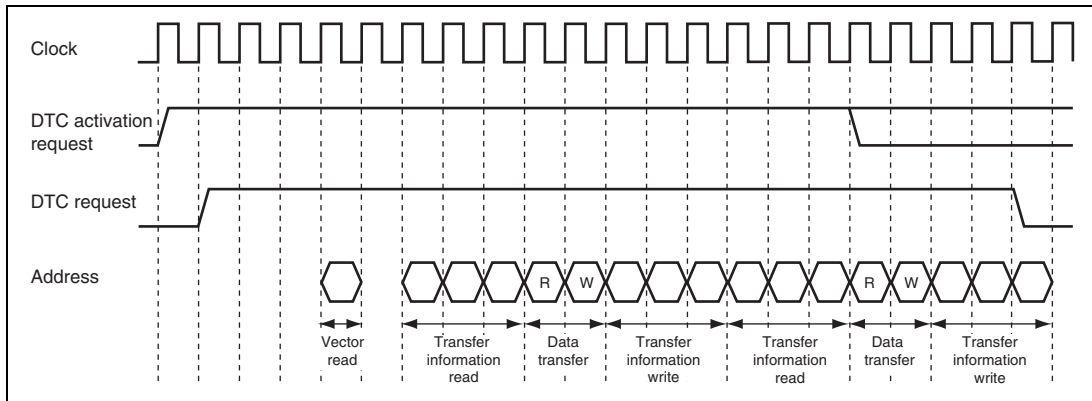 Clock
DTC activation
request
DTC request
Address
R W R W
Vector
read
Transfer
information
read
Data
transfer
Transfer
information
write
Transfer
information
read
Data
transfer
Transfer
information
write